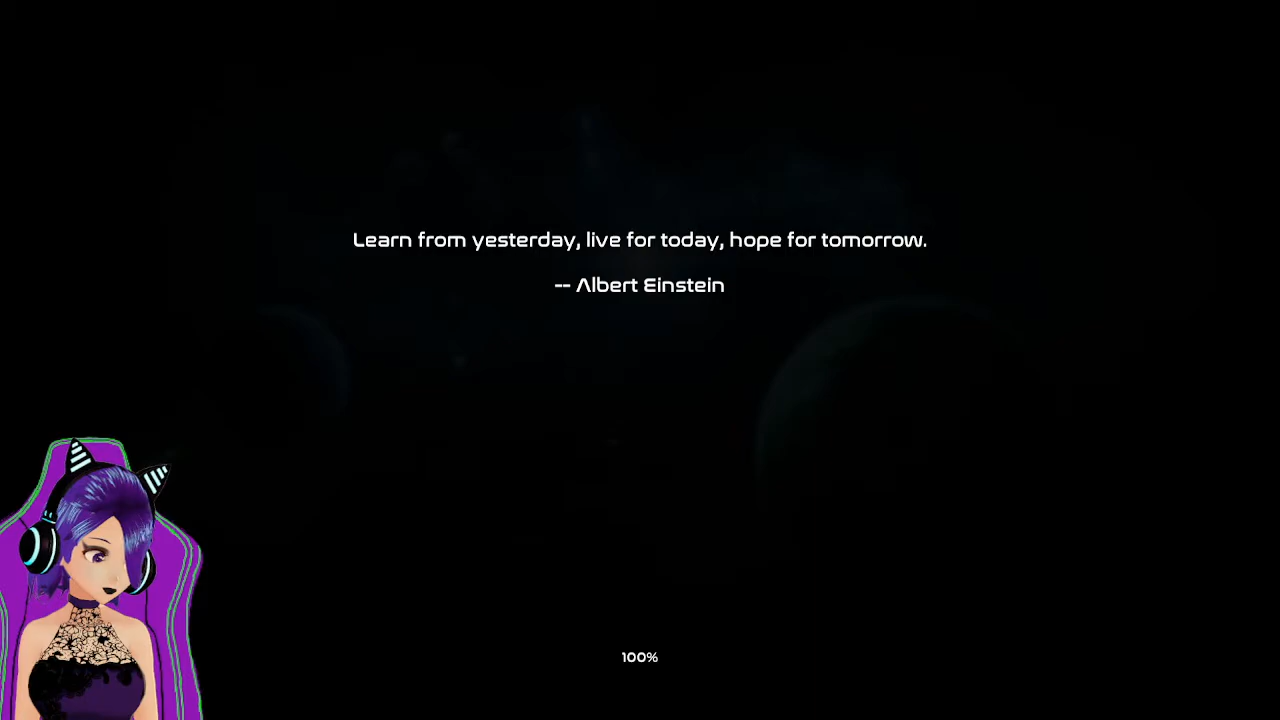 Learn from yesterday, live for today, hope for tomorrow.
-- Albert Einstein
100%